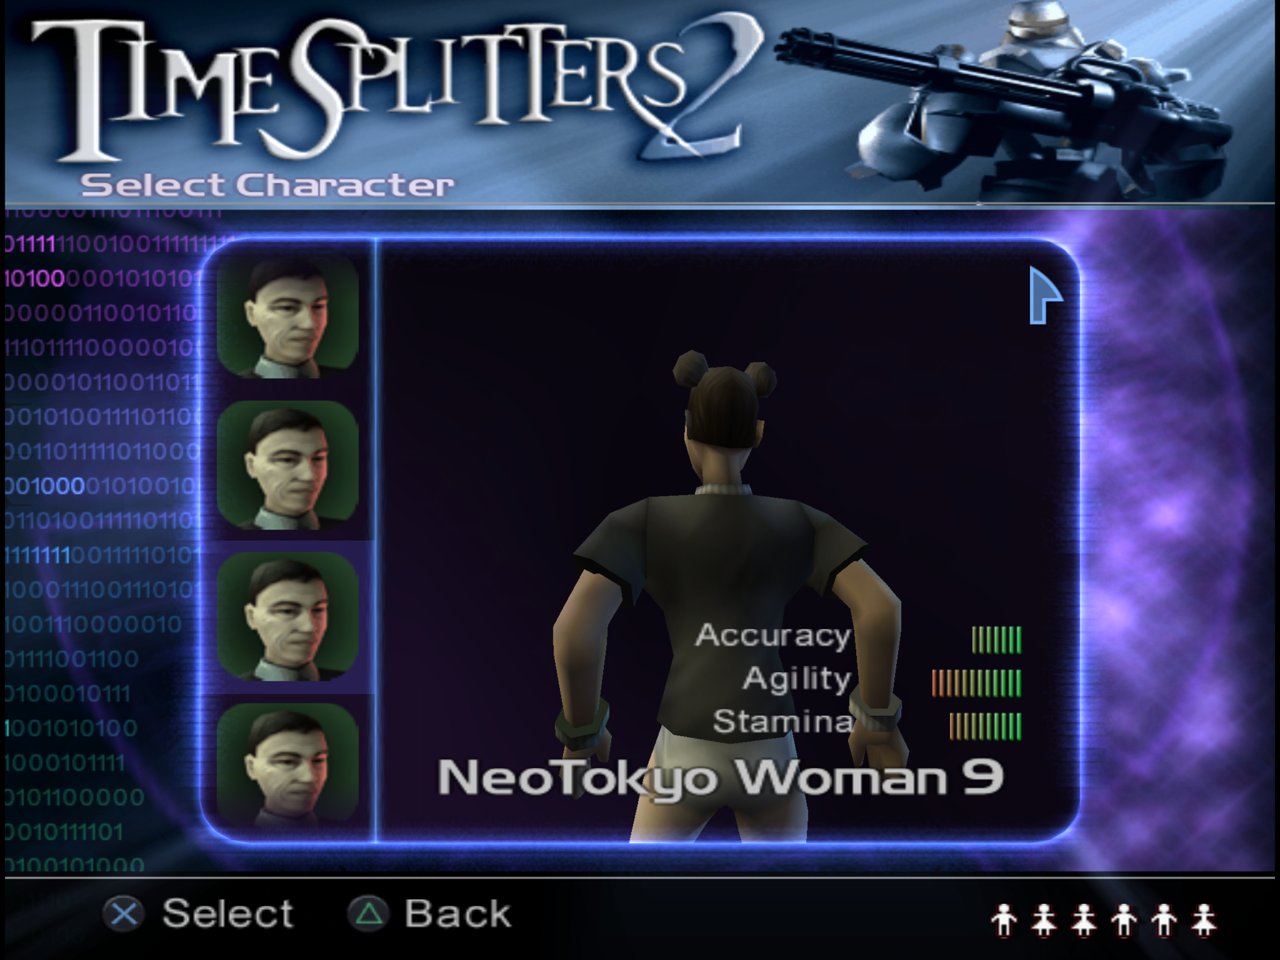 TIMESPLITTERS 2
Select Character
Accuracy
Agility
Stamina
NeoTokyo Woman 9
Select
Back